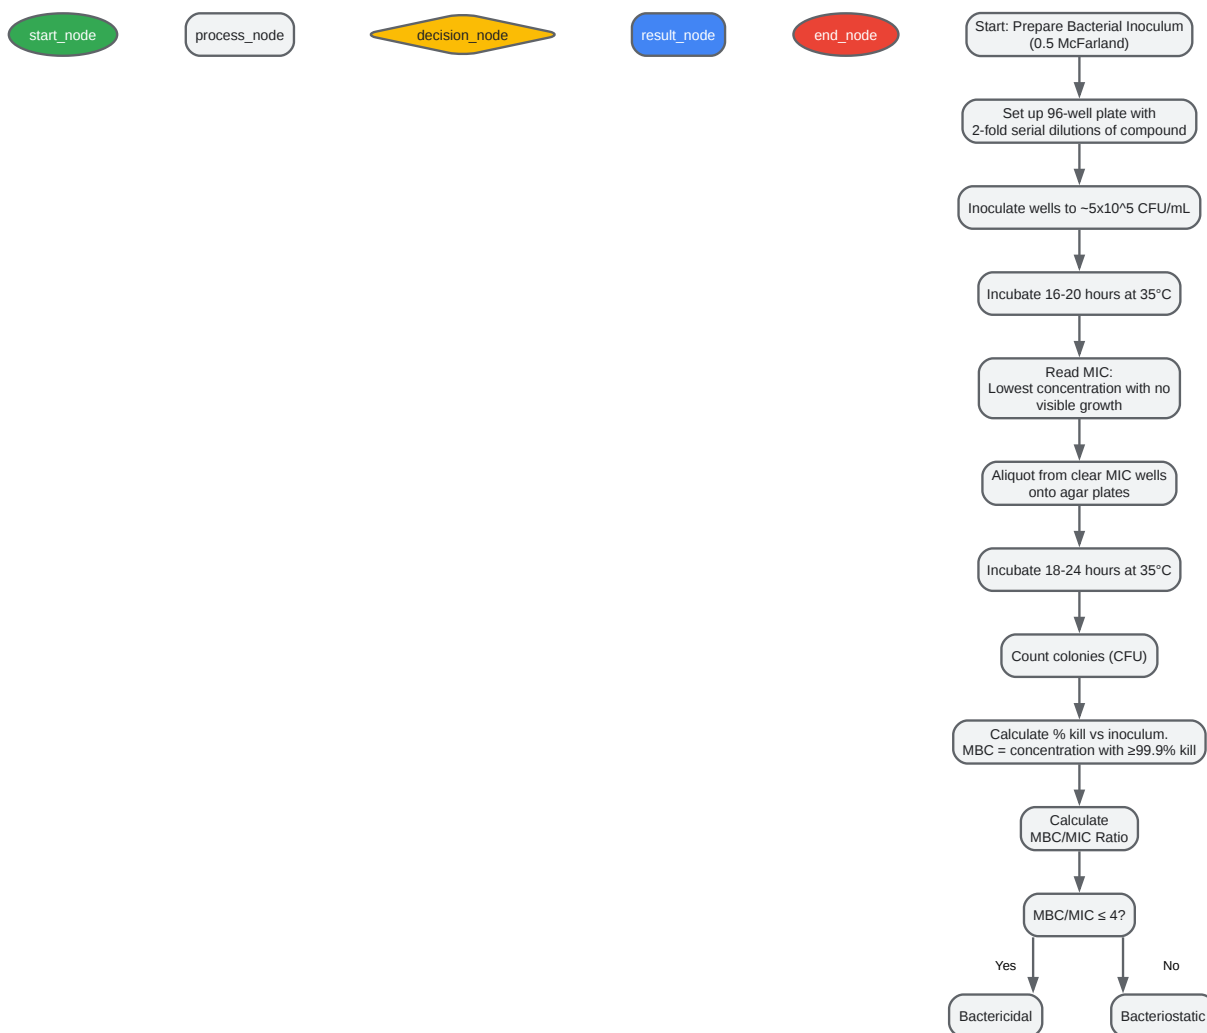 start_node
process_node
decision_node
result_node
end_node
Start: Prepare Bacterial Inoculum
(0.5 McFarland)
Set up 96-well plate with
2-fold serial dilutions of compound
Inoculate wells to ~5x10^5 CFU/mL
Incubate 16-20 hours at 35°C
Read MIC:
Lowest concentration with no
visible growth
Aliquot from clear MIC wells
onto agar plates
Incubate 18-24 hours at 35°C
Count colonies (CFU)
Calculate % kill vs inoculum.
MBC = concentration with ≥99.9% kill
Calculate
MBC/MIC Ratio
MBC/MIC ≤ 4?
Yes
No
Bactericidal
Bacteriostatic